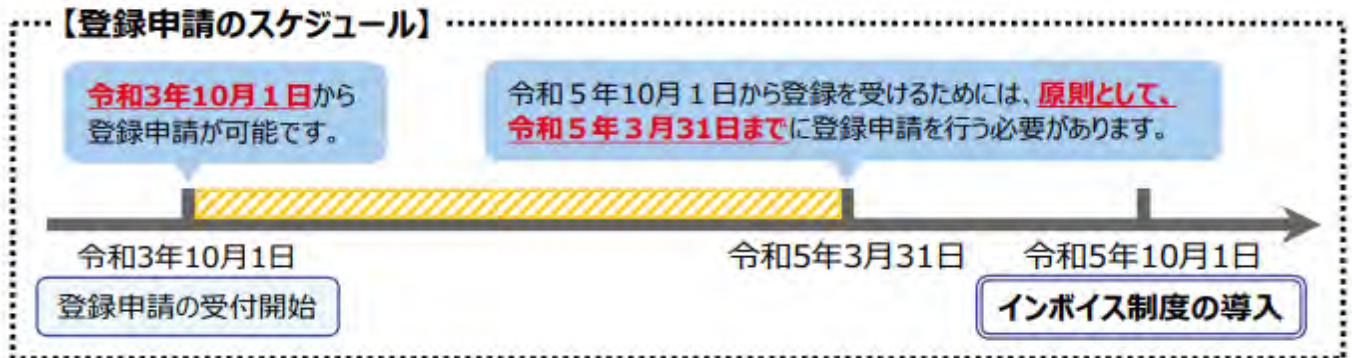 【登録申請のスケジュール】
令和3年10月1日から
登録申請が可能です。
令和5年10月1日から登録を受けるためには、原則として、
令和5年3月31日までに登録申請を行う必要があります。
令和3年10月1日
令和5年3月31日
令和5年10月1日
登録申請の受付開始
インボイス制度の導入